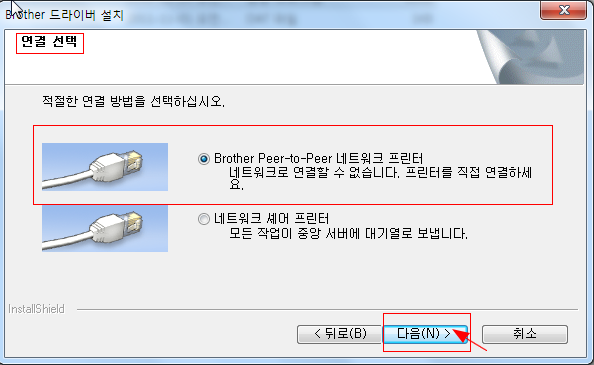 Brother 드라이버 설치
연결 선택
적절한 연결 방법을 선택하십시오.
Brother Peer-to-Peer 네트워크 프린터
네트워크로 연결할 수 없습니다. 프린터를 직접 연결하세
요.
네트워크 셰어 프린터
모든 작업이 중앙 서버에 대기열로 보냅니다.
InstallShield
< 뒤로(B)
다음(N) >
취소